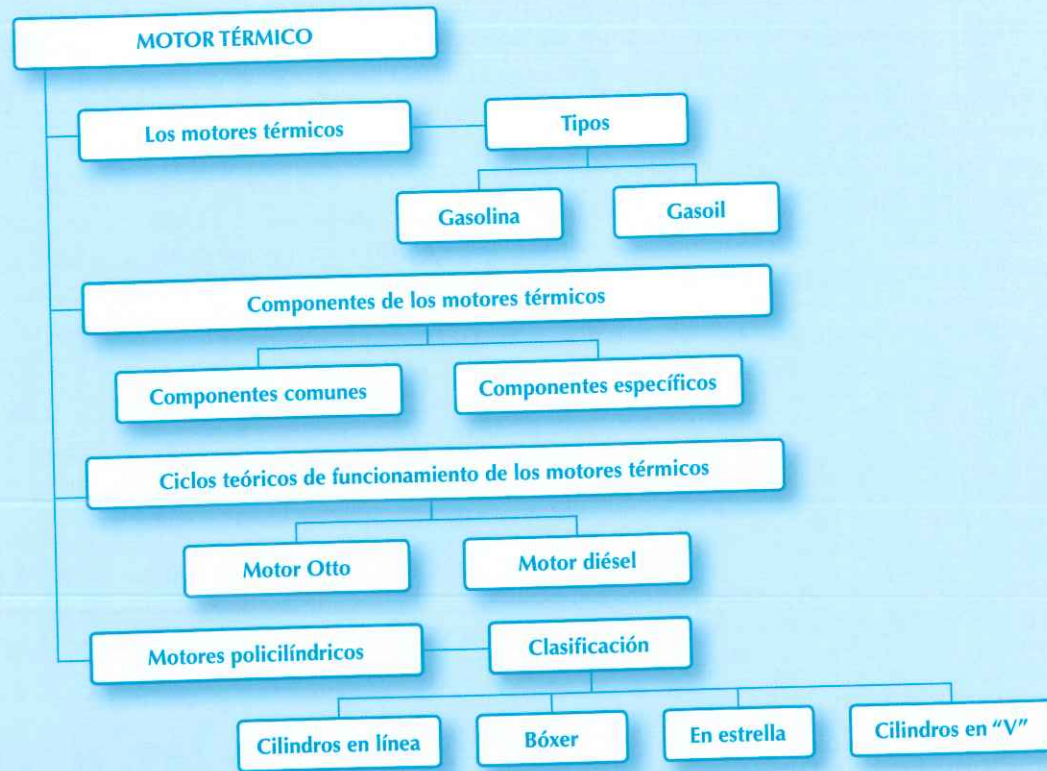 MOTOR TÉRMICO
Los motores térmicos
Tipos
Gasolina
Gasoil
Componentes de los motores térmicos
Componentes comunes
Componentes específicos
Ciclos teóricos de funcionamiento de los motores térmicos
Motor Otto
Motor diésel
Motores policilíndricos
Clasificación
Cilindros en línea
Bóxer
En estrella
Cilindros en “V”